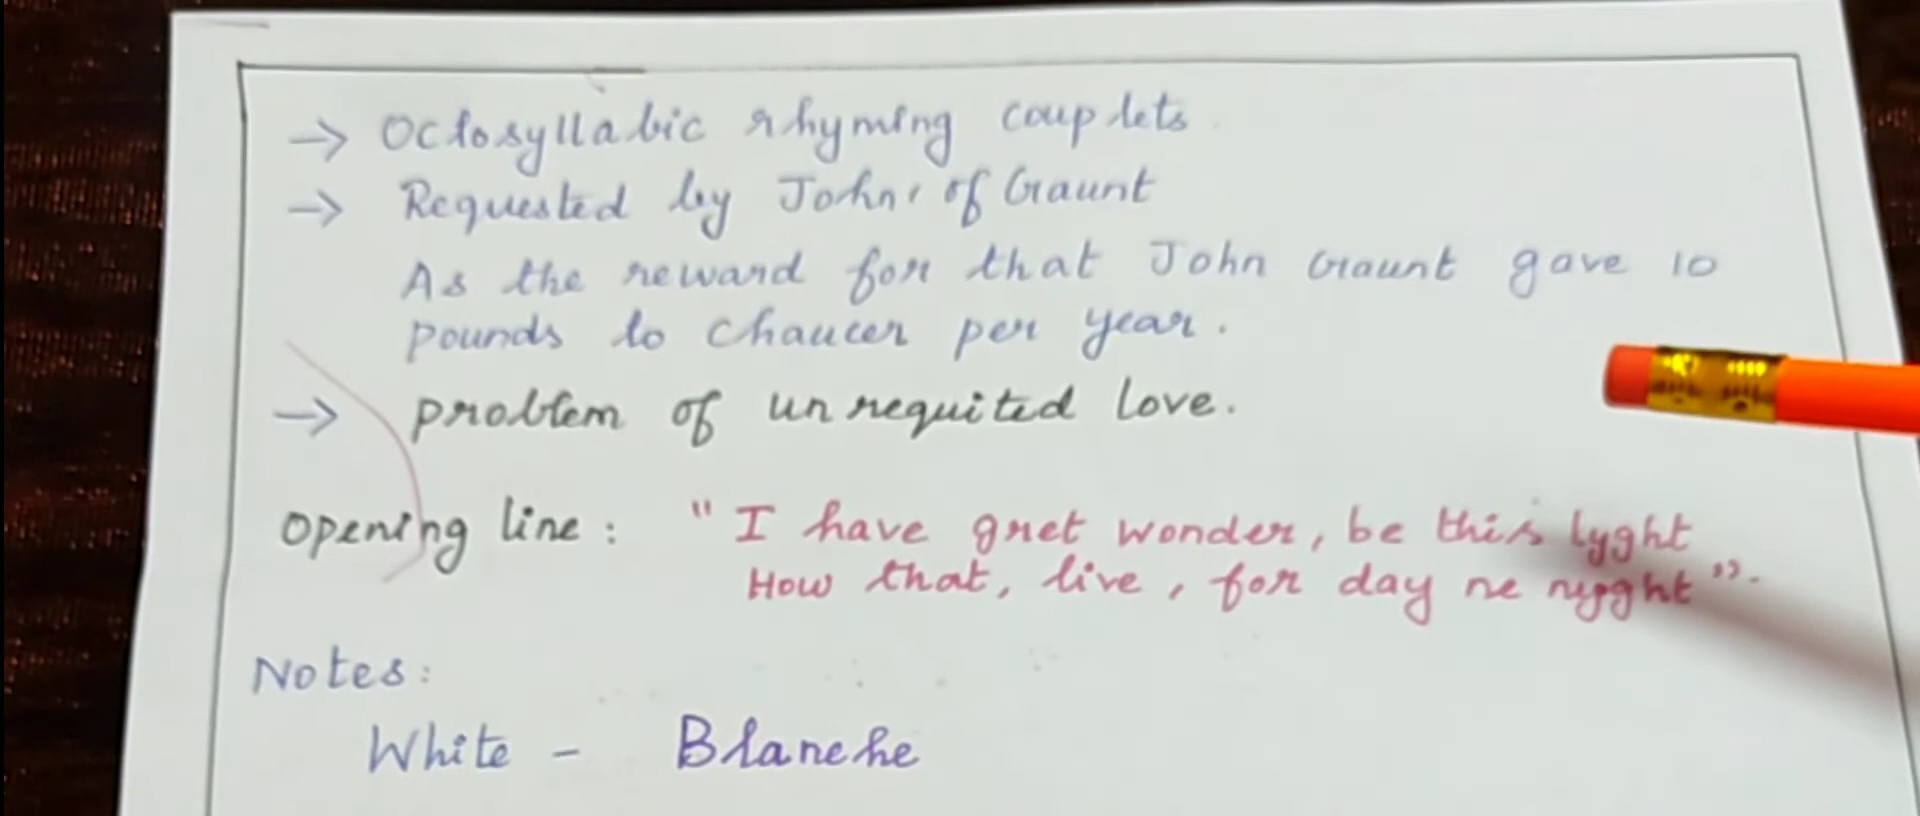 → Octosyllabic rhyming couplets
→ Requested by John, of Gaunt
As the reward for that John Gaunt gave 10
pounds to Chaucer per year.
→ problem of unrequited love.
Opening line: "I have gret wonder, be this lyght
How that, live, for day ne nyght".
Notes:
White - Blanche